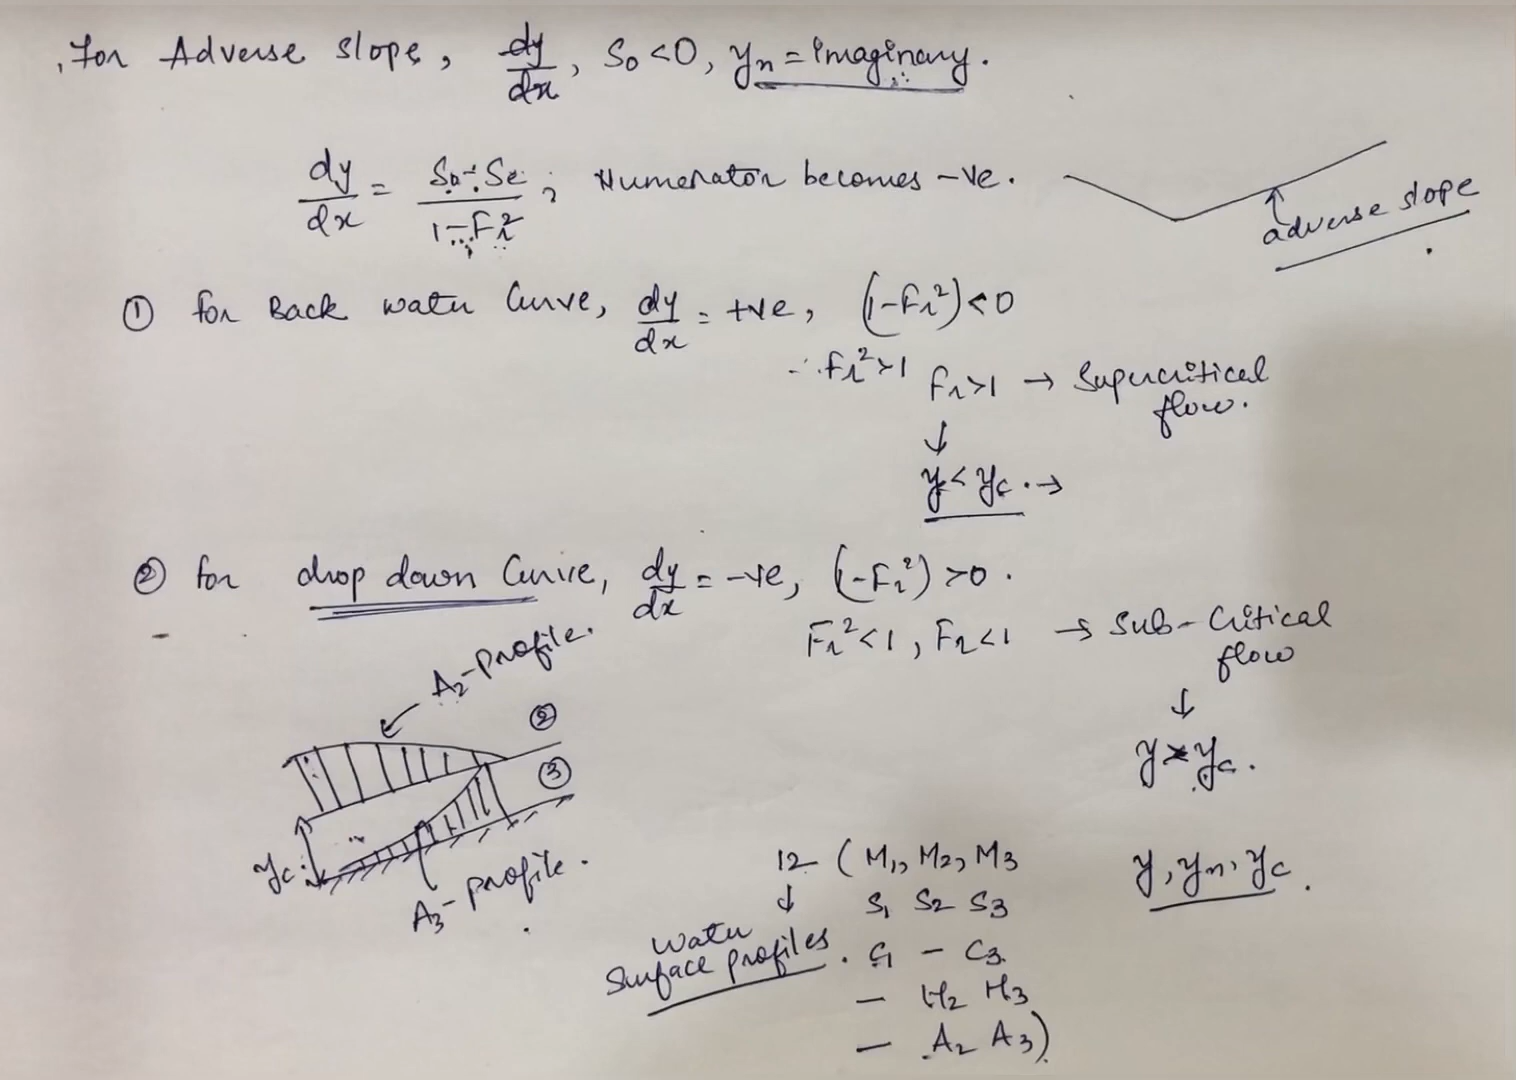 For Adverse slope, dy/dx, So <0, yn = imaginary.
dy/dx = So - Se / 1-Fr² ; Numerator becomes -ve.
adverse slope
① for Back water Curve, dy/dx = +ve, (1-Fr²)<0
∴ Fr²>1 Fr>1 → Supercritical
flow.
↓
y < yc . →
② for drop down Curve, dy/dx = -ve, (1-Fr²) >0 .
Fr²<1 , Fr<1 → Sub-Critical
flow
↓
A2-profile.
②
y > yc .
③
yc
A3-profile.
12 ( M1, M2, M3
y, yn, yc .
↓ S1 S2 S3
Water
Surface profiles . C1 - C3
- H2 H3
- A2 A3)